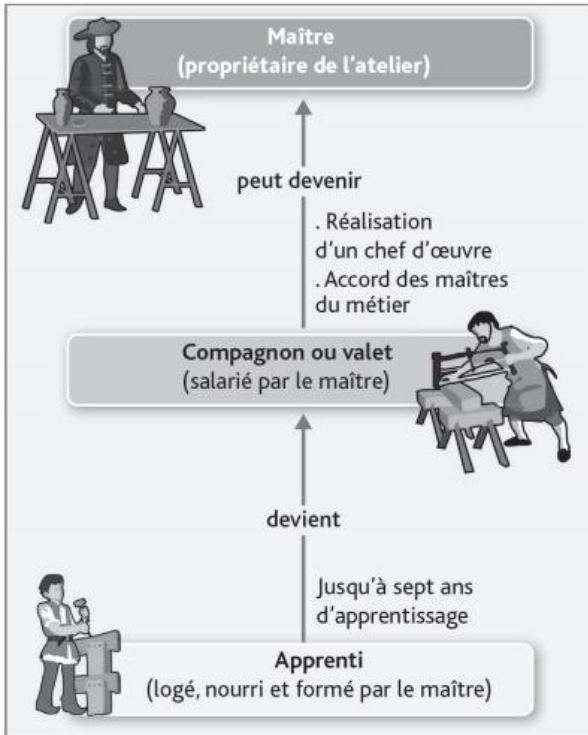 Maître
(propriétaire de l'atelier)
peut devenir
. Réalisation
d'un chef d'œuvre
. Accord des maîtres
du métier
Compagnon ou valet
(salarié par le maître)
devient
Jusqu'à sept ans
d'apprentissage
Apprenti
(logé, nourri et formé par le maître)